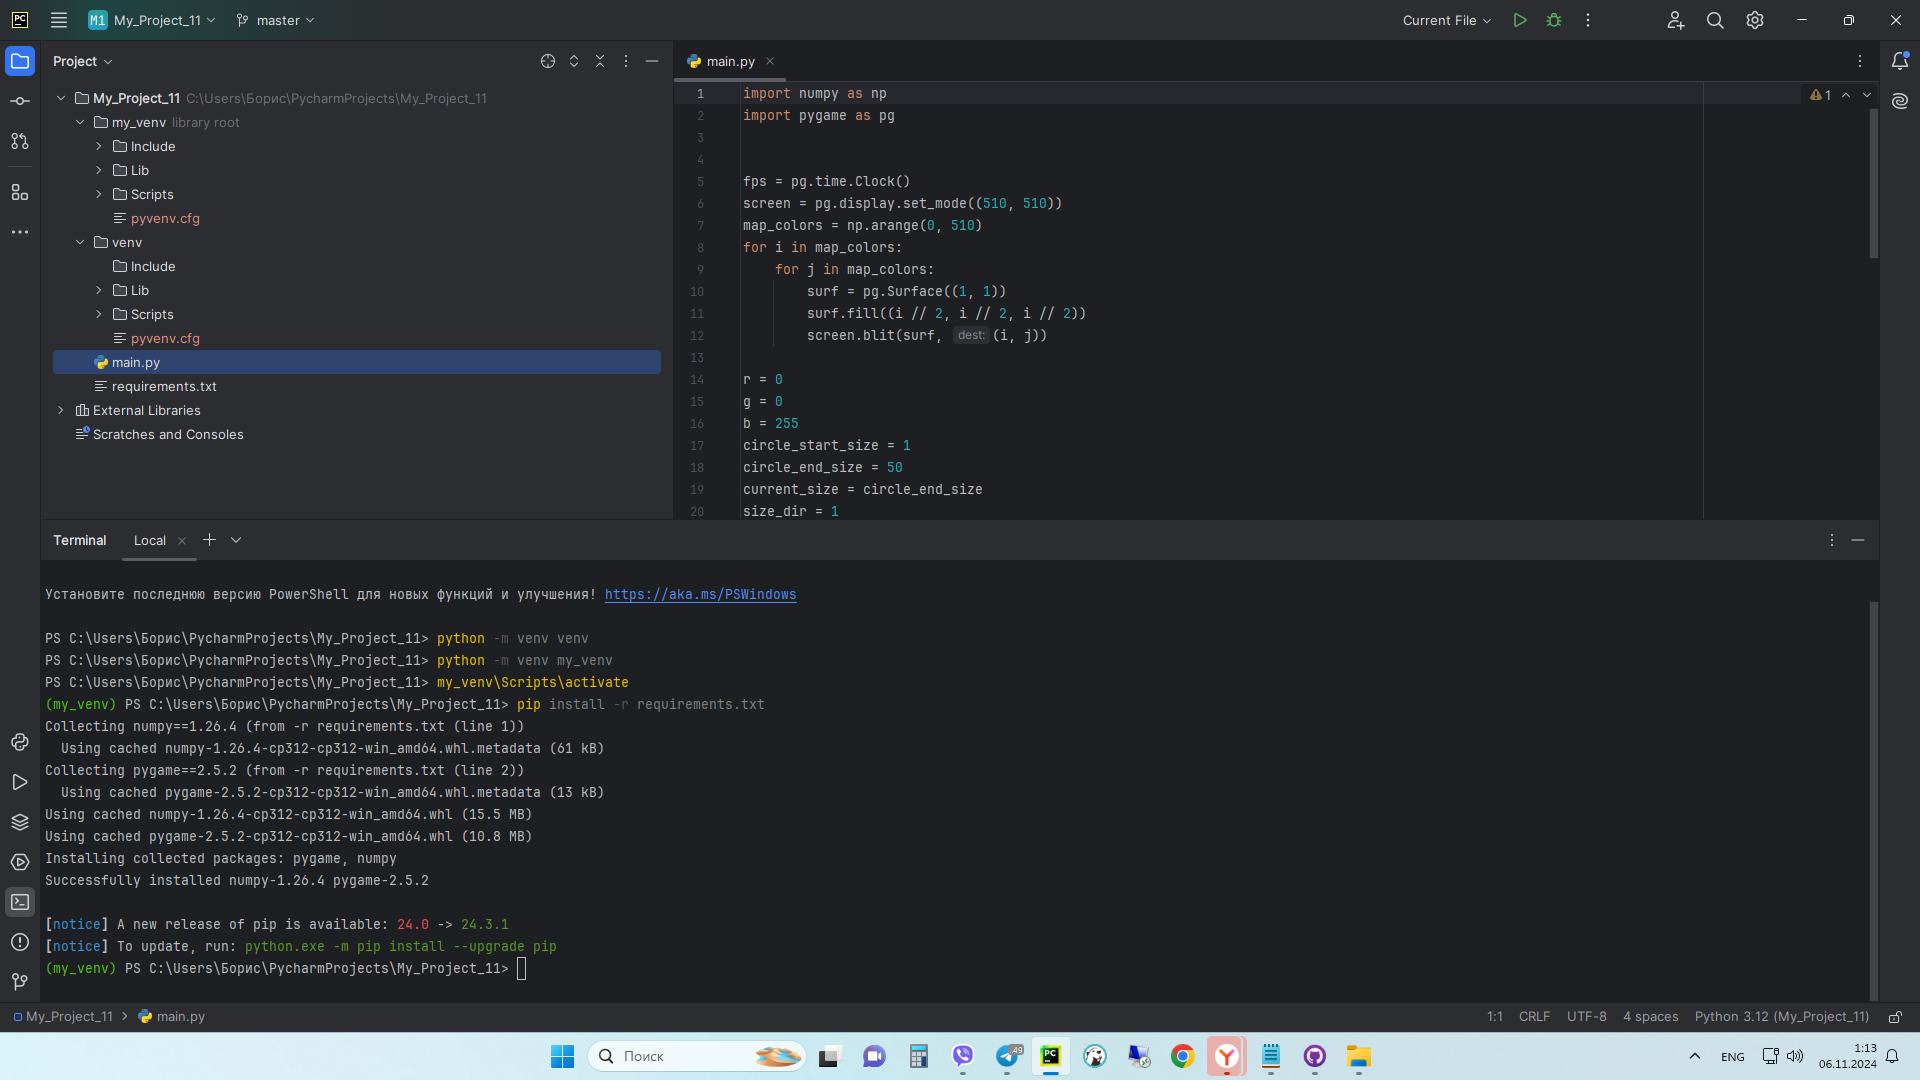 PC M1 My_Project_11 master Current File
Project
My_Project_11 C:\Users\Борис\PycharmProjects\My_Project_11
my_venv library root
Include
Lib
Scripts
pyvenv.cfg
venv
Include
Lib
Scripts
pyvenv.cfg
main.py
requirements.txt
External Libraries
Scratches and Consoles
main.py
1
1 import numpy as np
2 import pygame as pg
3
4
5 fps = pg.time.Clock()
6 screen = pg.display.set_mode((510, 510))
7 map_colors = np.arange(0, 510)
8 for i in map_colors:
9 for j in map_colors:
10 surf = pg.Surface((1, 1))
11 surf.fill((i // 2, i // 2, i // 2))
12 screen.blit(surf, dest: (i, j))
13
14 r = 0
15 g = 0
16 b = 255
17 circle_start_size = 1
18 circle_end_size = 50
19 current_size = circle_end_size
20 size_dir = 1
Terminal Local
Установите последнюю версию PowerShell для новых функций и улучшения! https://aka.ms/PSWindows
PS C:\Users\Борис\PycharmProjects\My_Project_11> python -m venv venv
PS C:\Users\Борис\PycharmProjects\My_Project_11> python -m venv my_venv
PS C:\Users\Борис\PycharmProjects\My_Project_11> my_venv\Scripts\activate
(my_venv) PS C:\Users\Борис\PycharmProjects\My_Project_11> pip install -r requirements.txt
Collecting numpy==1.26.4 (from -r requirements.txt (line 1))
Using cached numpy-1.26.4-cp312-cp312-win_amd64.whl.metadata (61 kB)
Collecting pygame==2.5.2 (from -r requirements.txt (line 2))
Using cached pygame-2.5.2-cp312-cp312-win_amd64.whl.metadata (13 kB)
Using cached numpy-1.26.4-cp312-cp312-win_amd64.whl (15.5 MB)
Using cached pygame-2.5.2-cp312-cp312-win_amd64.whl (10.8 MB)
Installing collected packages: pygame, numpy
Successfully installed numpy-1.26.4 pygame-2.5.2
[notice] A new release of pip is available: 24.0 -> 24.3.1
[notice] To update, run: python.exe -m pip install --upgrade pip
(my_venv) PS C:\Users\Борис\PycharmProjects\My_Project_11>
My_Project_11 main.py 1:1 CRLF UTF-8 4 spaces Python 3.12 (My_Project_11)
Поиск 49 PC Y ENG 1:13
06.11.2024